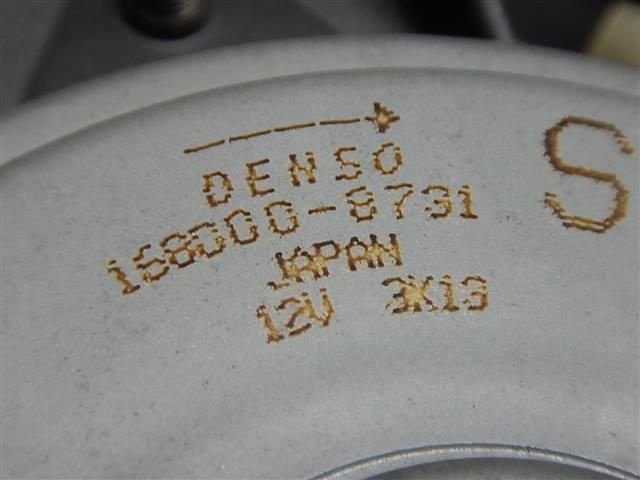 DENSO S
168000-8731
JAPAN
12V 3K13